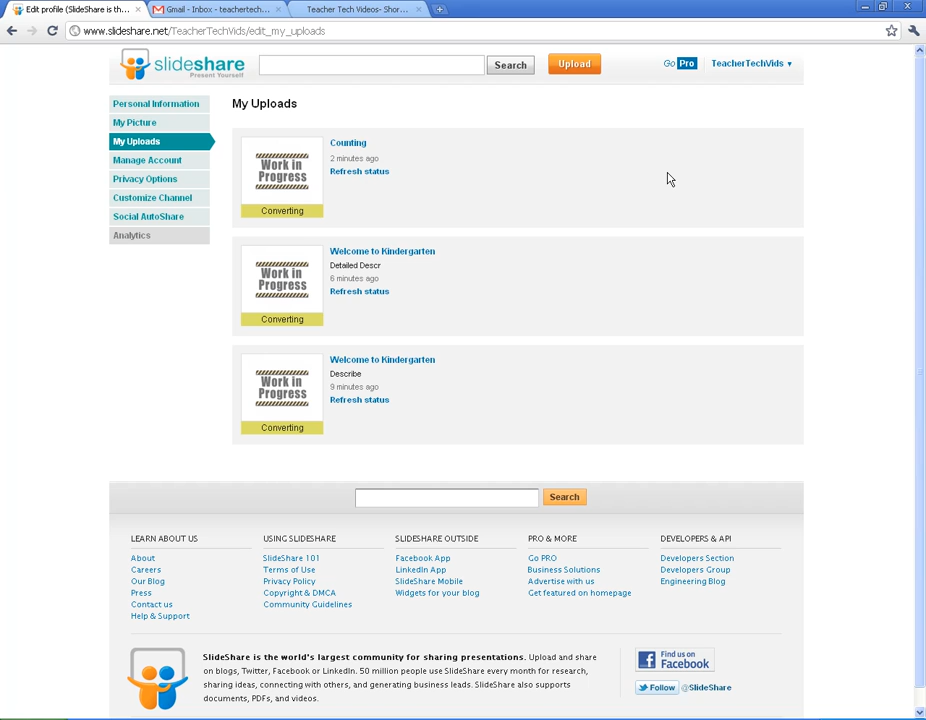 Edit profile (SlideShare is th...
Gmail - Inbox - teachertech...
Teacher Tech Videos- Shor...
www.slideshare.net/TeacherTechVids/edit_my_uploads
slideshare
Present Yourself
Search
Upload
Go Pro
TeacherTechVids
Personal Information
My Picture
My Uploads
Manage Account
Privacy Options
Customize Channel
Social AutoShare
Analytics
My Uploads
Work in
Progress
Converting
Counting
2 minutes ago
Refresh status
Work in
Progress
Converting
Welcome to Kindergarten
Detailed Descr
6 minutes ago
Refresh status
Work in
Progress
Converting
Welcome to Kindergarten
Describe
9 minutes ago
Refresh status
Search
LEARN ABOUT US
About
Careers
Our Blog
Press
Contact us
Help & Support
USING SLIDESHARE
SlideShare 101
Terms of Use
Privacy Policy
Copyright & DMCA
Community Guidelines
SLIDESHARE OUTSIDE
Facebook App
LinkedIn App
SlideShare Mobile
Widgets for your blog
PRO & MORE
Go PRO
Business Solutions
Advertise with us
Get featured on homepage
DEVELOPERS & API
Developers Section
Developers Group
Engineering Blog
SlideShare is the world's largest community for sharing presentations. Upload and share
on blogs, Twitter, Facebook or LinkedIn. 50 million people use SlideShare every month for research,
sharing ideas, connecting with others, and generating business leads. SlideShare also supports
documents, PDFs, and videos.
Find us on
Facebook
Follow @SlideShare